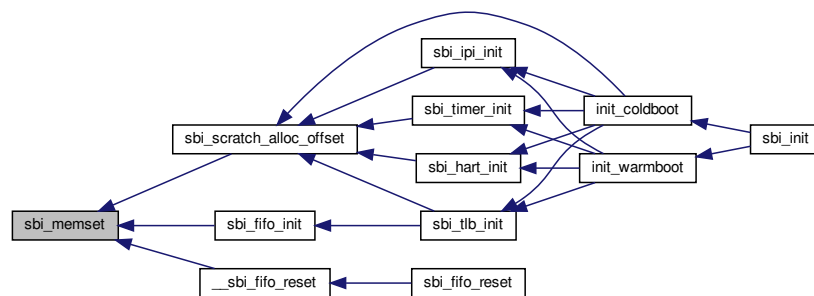 sbi_ipi_init
sbi_timer_init
init_coldboot
sbi_scratch_alloc_offset
sbi_init
sbi_hart_init
init_warmboot
sbi_memset
sbi_fifo_init
sbi_tlb_init
__sbi_fifo_reset
sbi_fifo_reset